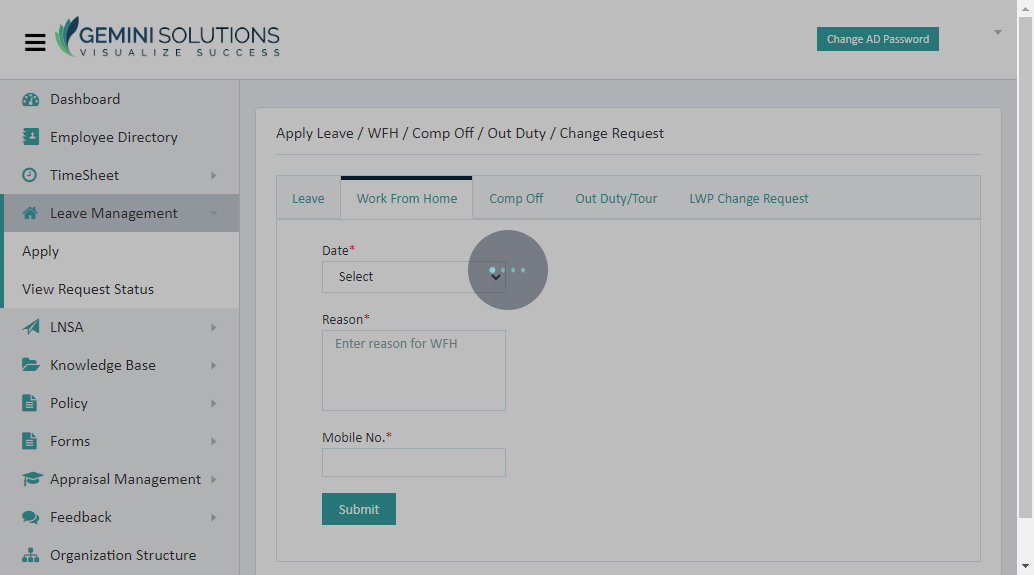 GEMINI SOLUTIONS
VISUALIZE SUCCESS
Change AD Password
Dashboard
Employee Directory
TimeSheet
Leave Management
Apply
View Request Status
LNSA
Knowledge Base
Policy
Forms
Appraisal Management
Feedback
Organization Structure
Apply Leave / WFH / Comp Off / Out Duty / Change Request
Leave
Work From Home
Comp Off
Out Duty/Tour
LWP Change Request
Date*
Select
Reason*
Enter reason for WFH
Mobile No.*
Submit